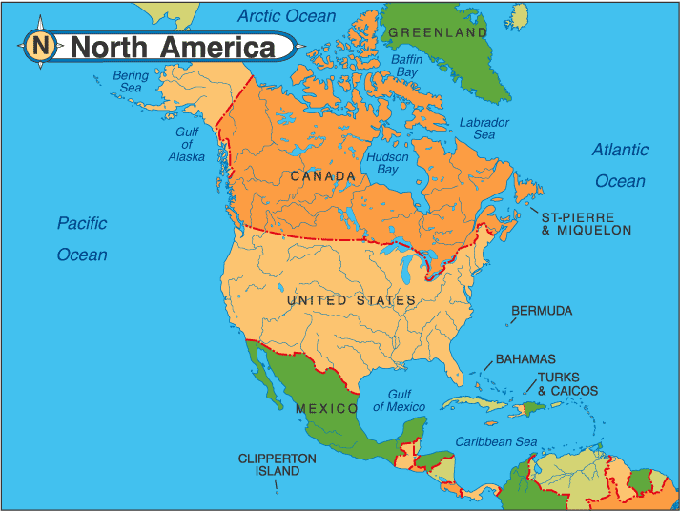 N North America
Arctic Ocean
GREENLAND
Baffin
Bay
Bering
Sea
Labrador
Sea
Gulf
of
Alaska
Hudson
Bay
Atlantic
Ocean
CANADA
ST-PIERRE
& MIQUELON
Pacific
Ocean
UNITED STATES
BERMUDA
BAHAMAS
TURKS
& CAICOS
Gulf
of Mexico
MEXICO
Caribbean Sea
CLIPPERTON
ISLAND